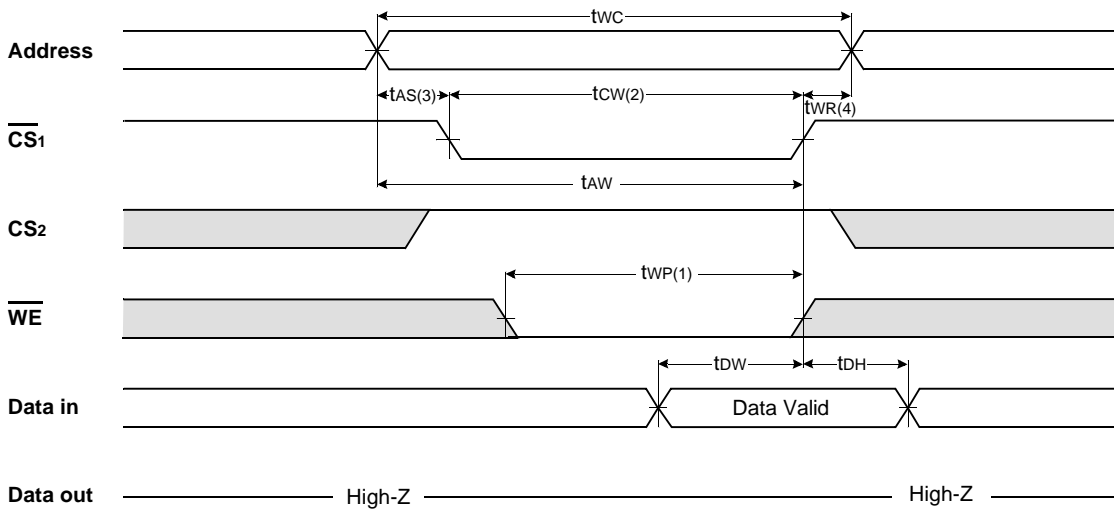 tWC
Address
tAS(3) tCW(2) tWR(4)
CS1
tAW
CS2
tWP(1)
WE
tDW tDH
Data in Data Valid
Data out High-Z High-Z